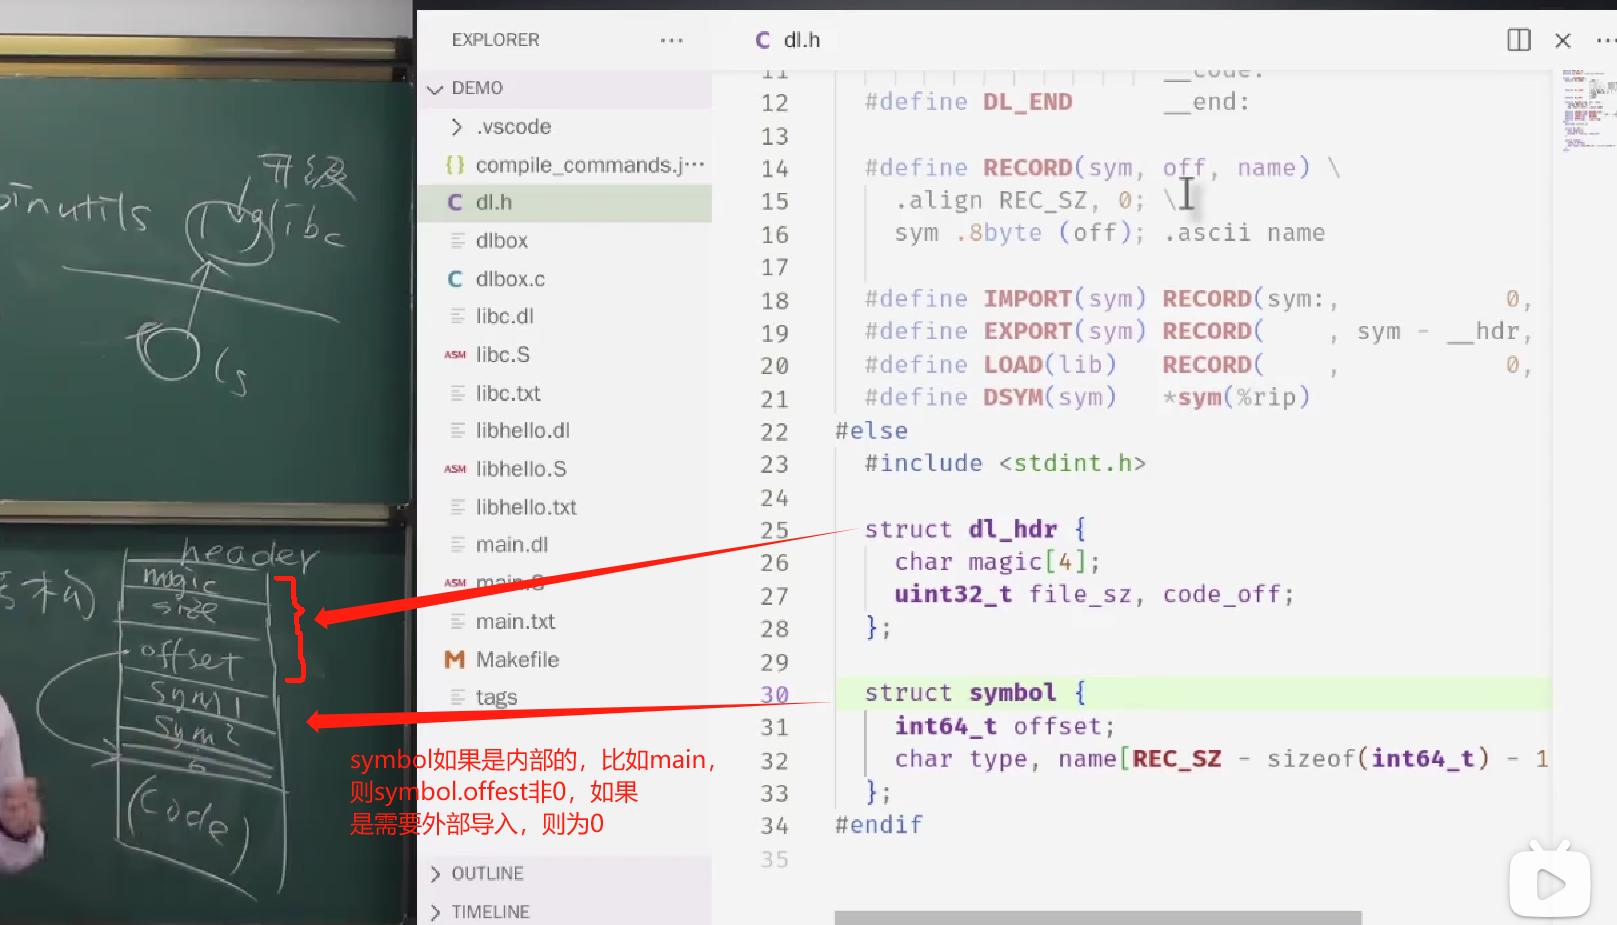 binutils
升级
libc
ls
header
magic
size
offset
sym1
sym2
0
(code)
EXPLORER
DEMO
.vscode
compile_commands.j···
dl.h
dlbox
dlbox.c
libc.dl
libc.S
libc.txt
libhello.dl
libhello.S
libhello.txt
main.dl
main.S
main.txt
Makefile
tags
OUTLINE
TIMELINE
symbol如果是内部的，比如main，
则symbol.offest非0，如果
是需要外部导入，则为0
dl.h
11 __code:
12 #define DL_END __end:
13
14 #define RECORD(sym, off, name) \
15 .align REC_SZ, 0; \
16 sym .8byte (off); .ascii name
17
18 #define IMPORT(sym) RECORD(sym:, 0,
19 #define EXPORT(sym) RECORD( , sym - __hdr,
20 #define LOAD(lib) RECORD( , 0,
21 #define DSYM(sym) *sym(%rip)
22 #else
23 #include <stdint.h>
24
25 struct dl_hdr {
26 char magic[4];
27 uint32_t file_sz, code_off;
28 };
29
30 struct symbol {
31 int64_t offset;
32 char type, name[REC_SZ - sizeof(int64_t) - 1
33 };
34 #endif
35